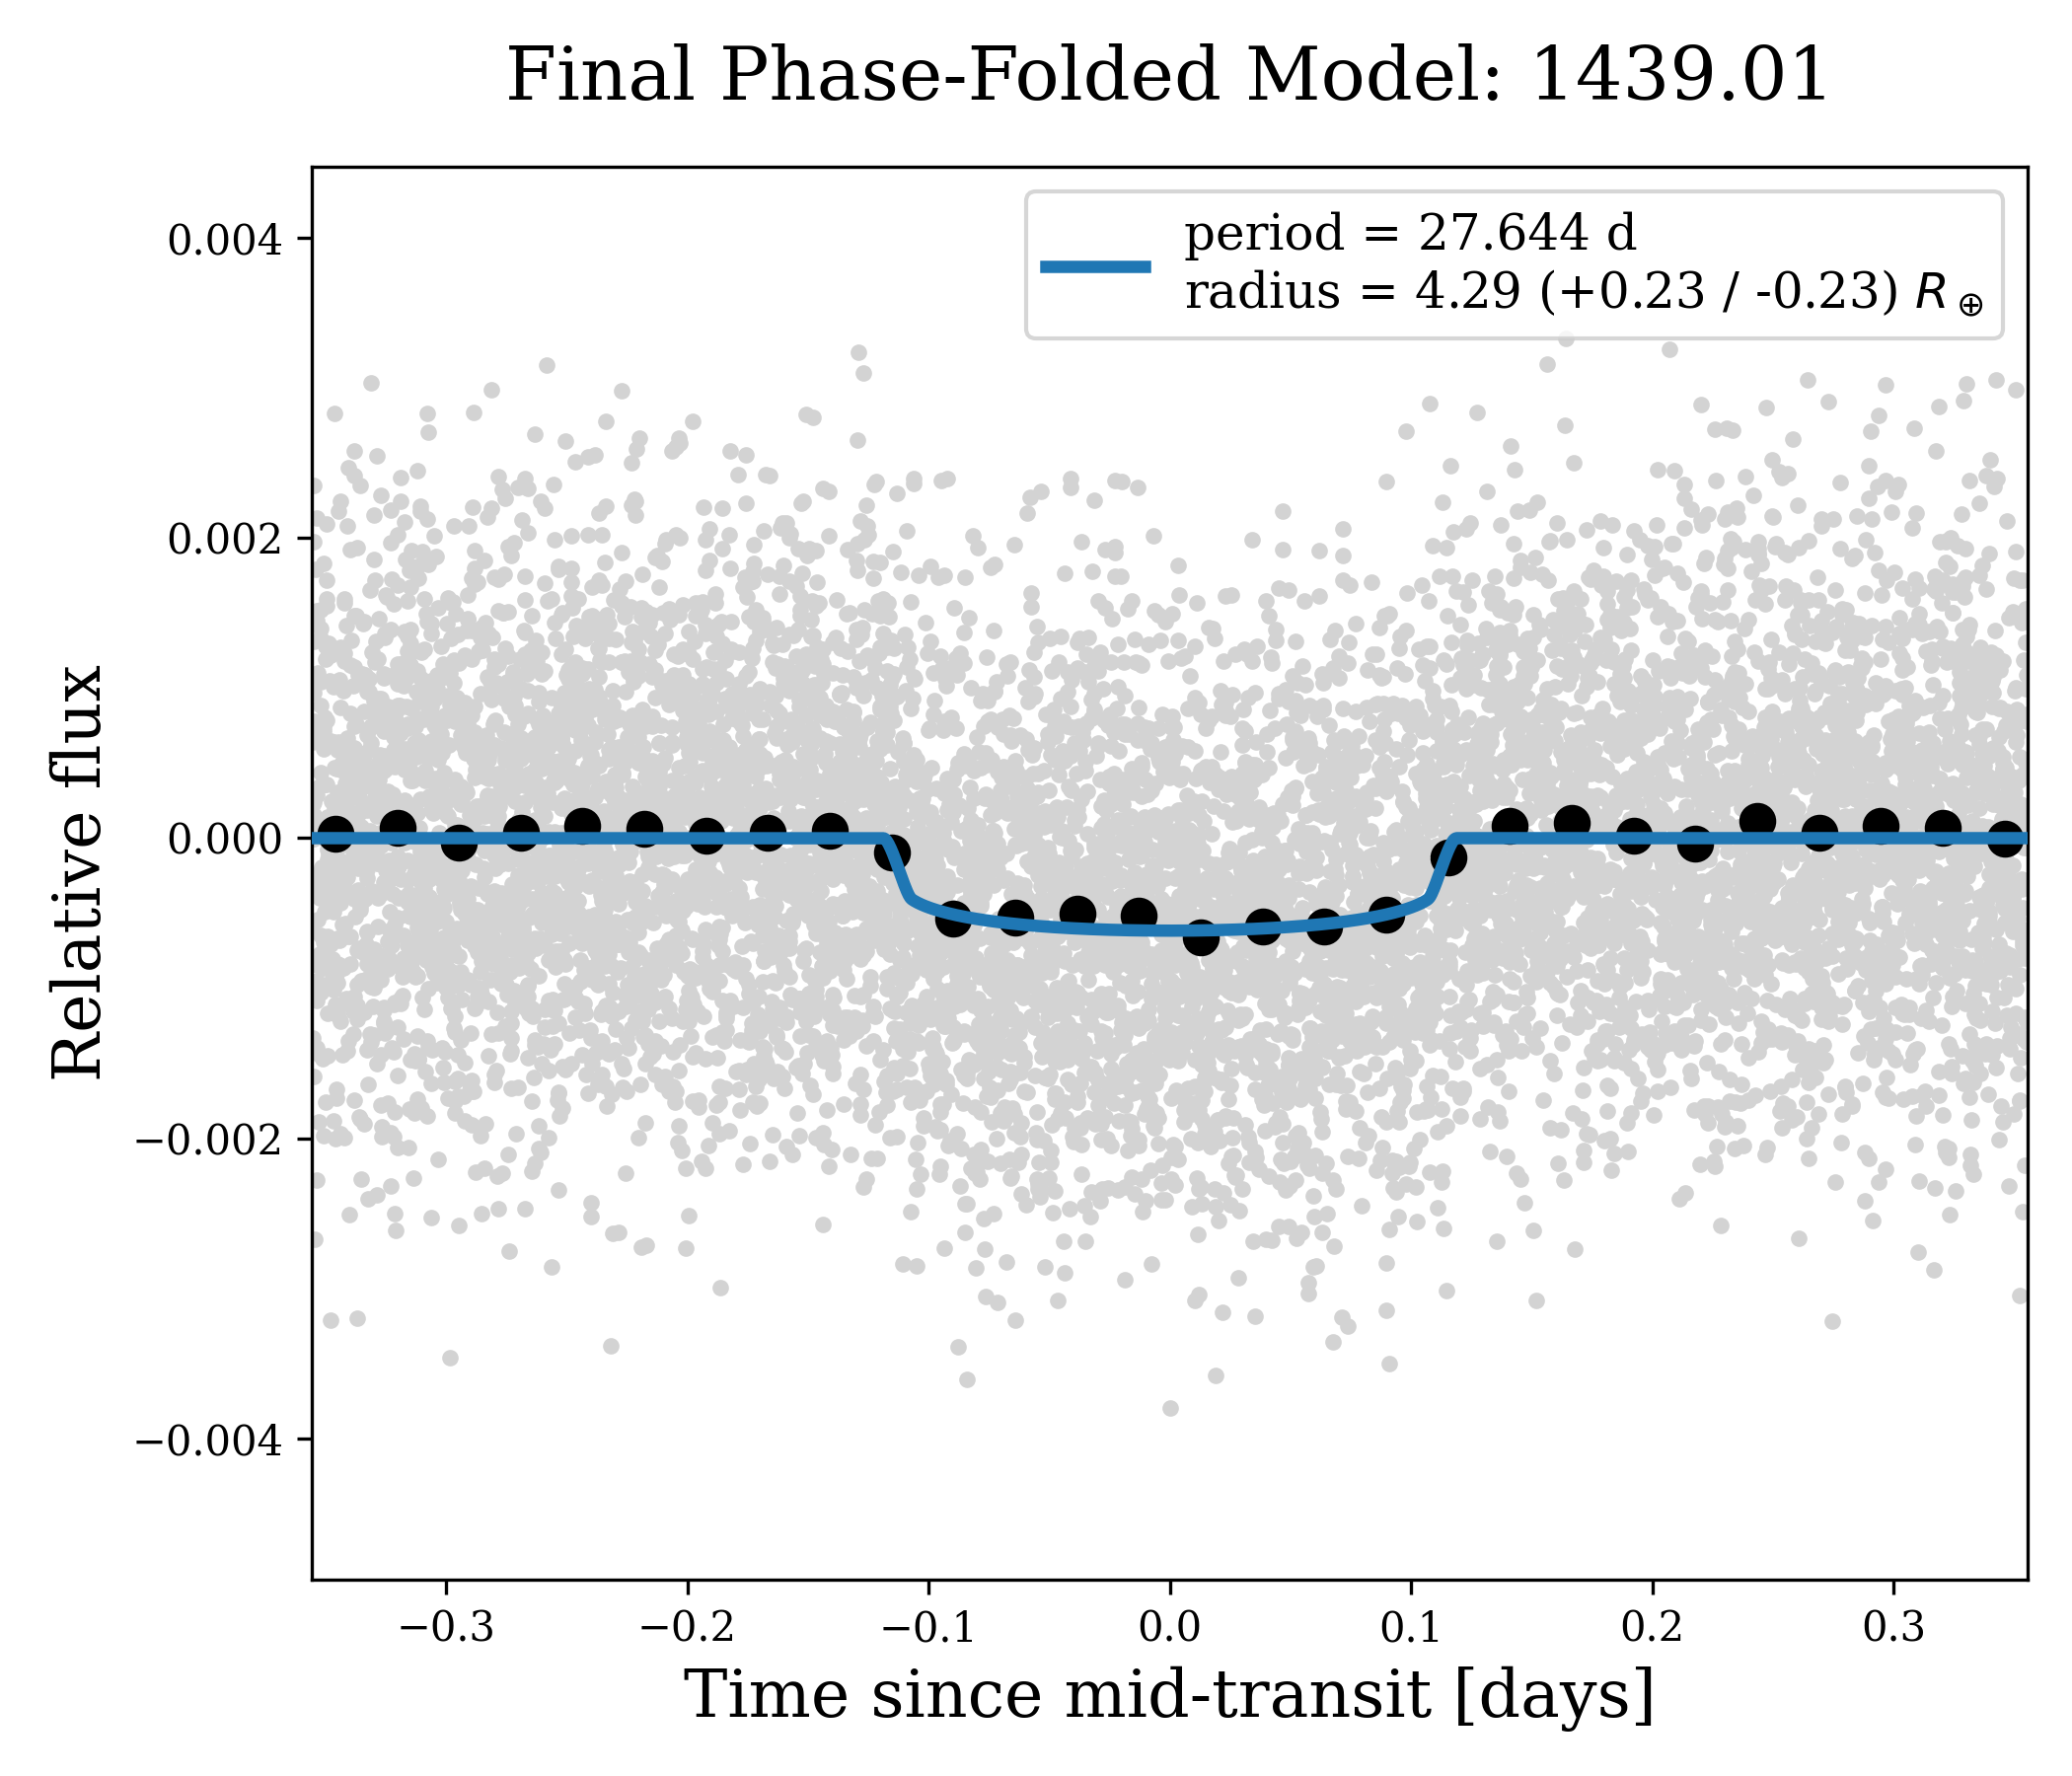 Final Phase-Folded Model: 1439.01
period = 27.644 d
radius = 4.29 (+0.23 / -0.23) R⊕
0.004
0.002
0.000
−0.002
−0.004
Relative flux
−0.3 −0.2 −0.1 0.0 0.1 0.2 0.3
Time since mid-transit [days]